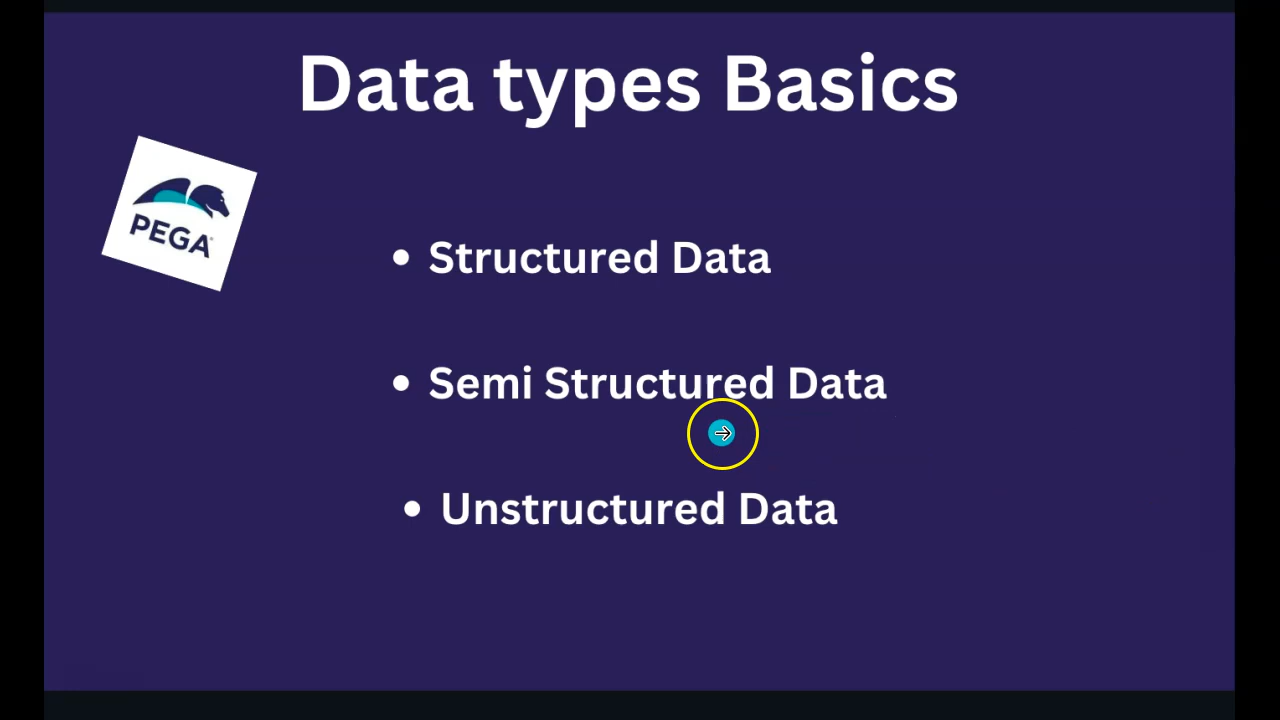 Data types Basics
PEGA
• Structured Data
• Semi Structured Data
• Unstructured Data